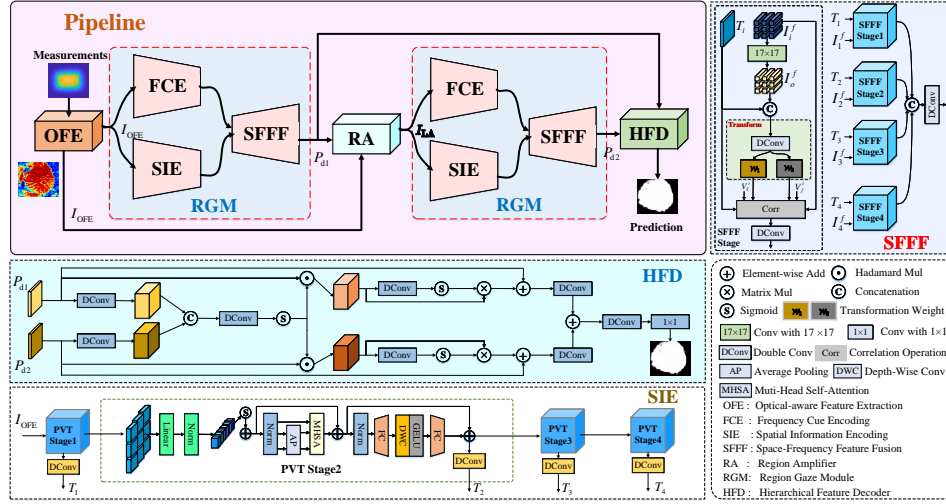 Pipeline
Measurements
OFE
I_OFE
FCE
SIE
SFFF
RGM
P_d1
RA
I_LA
FCE
SIE
SFFF
RGM
P_d2
HFD
Prediction
I_OFE
T_i
I_i^f
17×17
I_o^f
C
Transform
DConv
w₁
w₂
Corr
DConv
SFFF
Stage
T_1
I_1^f
SFFF
Stage1
T_2
I_2^f
SFFF
Stage2
T_3
I_3^f
SFFF
Stage3
T_4
I_4^f
SFFF
Stage4
C
DConv
SFFF
HFD
P_d1
DConv
P_d2
DConv
C
DConv
S
DConv
S
DConv
S
DConv
DConv
DConv
1×1
SIE
I_OFE
PVT
Stage1
DConv
T_1
Linear
Norm
S
Norm
AP
MHSA
Norm
FC
DWC
GELU
FC
PVT Stage2
DConv
T_2
PVT
Stage3
DConv
T_3
PVT
Stage4
DConv
T_4
Element-wise Add
Hadamard Mul
Matrix Mul
C Concatenation
S Sigmoid
w₁ w₂ Transformation Weight
17×17 Conv with 17 ×17
1×1 Conv with 1×1
DConv Double Conv
Corr Correlation Operation
AP Average Pooling
DWC Depth-Wise Conv
MHSA Muti-Head Self-Attention
OFE : Optical-aware Feature Extraction
FCE : Frequency Cue Encoding
SIE : Spatial Information Encoding
SFFF : Space-Frequency Feature Fusion
RA : Region Amplifier
RGM: Region Gaze Module
HFD : Hierarchical Feature Decoder